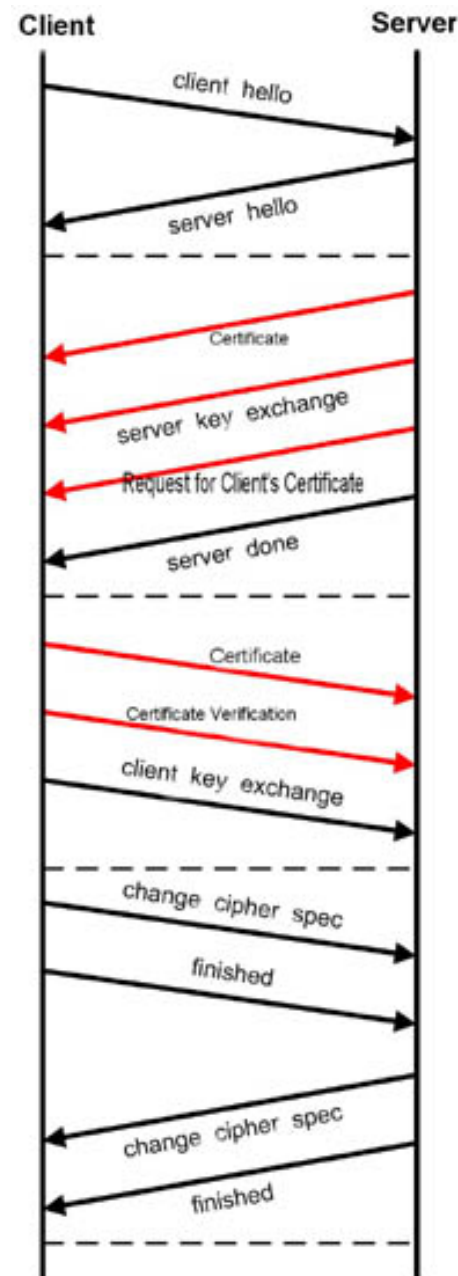 Client
Server
client hello
server hello
Certificate
server key exchange
Request for Client's Certificate
server done
Certificate
Certificate Verification
client key exchange
change cipher spec
finished
change cipher spec
finished